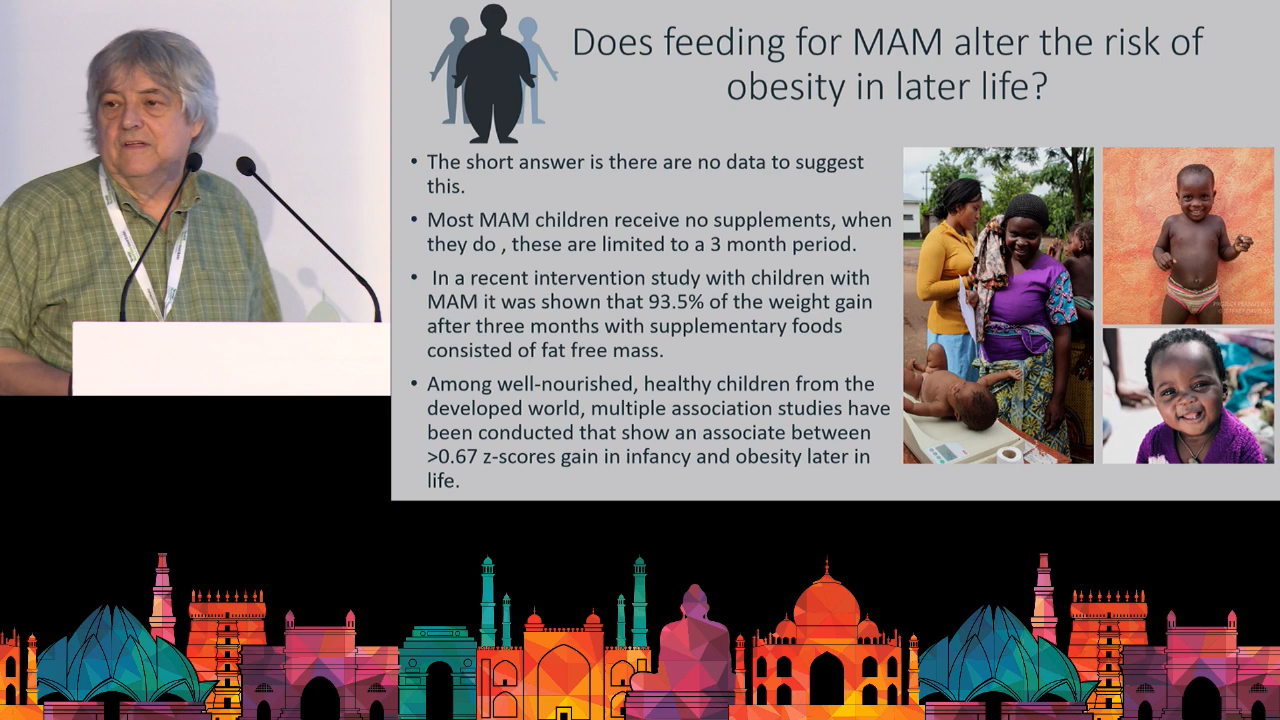 Does feeding for MAM alter the risk of
obesity in later life?
• The short answer is there are no data to suggest
this.
• Most MAM children receive no supplements, when
they do , these are limited to a 3 month period.
• In a recent intervention study with children with
MAM it was shown that 93.5% of the weight gain
after three months with supplementary foods
consisted of fat free mass.
• Among well-nourished, healthy children from the
developed world, multiple association studies have
been conducted that show an associate between
>0.67 z-scores gain in infancy and obesity later in
life.